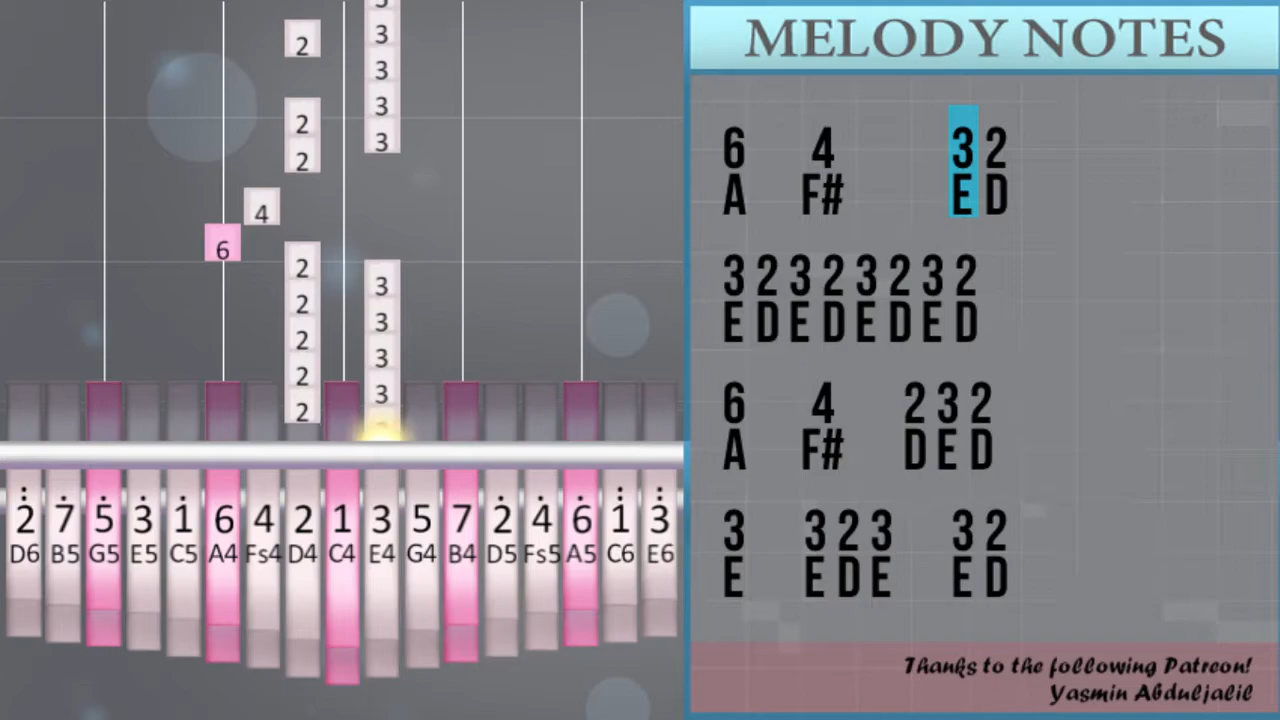 MELODY NOTES
2
3
3
3
2
3
2
3
4
6
2
3
2
3
2
3
2
3
2
2 7 5 3 1 6 4 2 1 3 5 7 2 4 6 1 3
D6 B5 G5 E5 C5 A4 Fs4 D4 C4 E4 G4 B4 D5 Fs5 A5 C6 E6
6 4 3 2
A F# E D
3 2 3 2 3 2 3 2
E D E D E D E D
6 4 2 3 2
A F# D E D
3 3 2 3 3 2
E E D E E D
Thanks to the following Patreon!
Yasmin Abduljalil